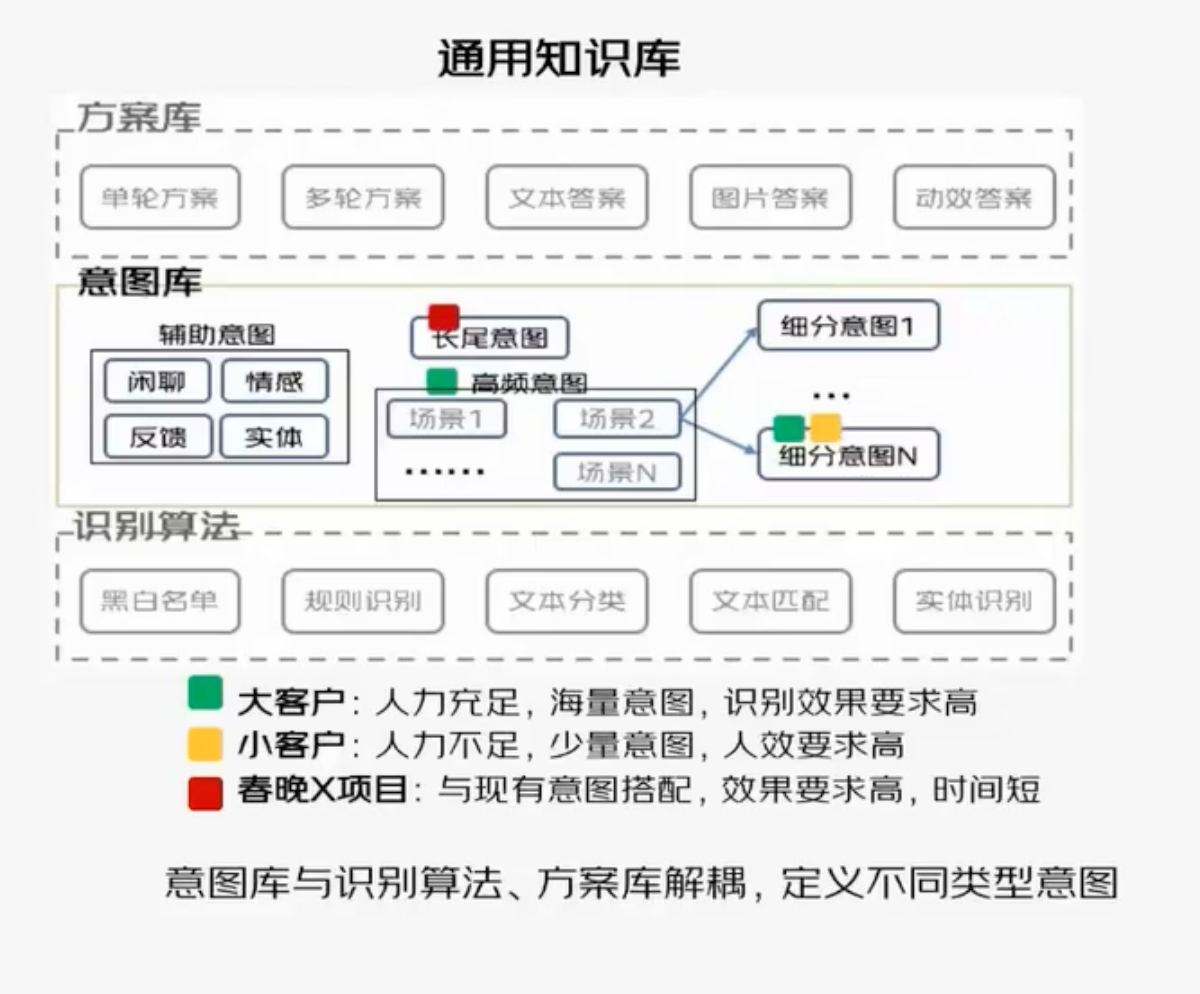 通用知识库
方案库
单轮方案 多轮方案 文本答案 图片答案 动效答案
意图库
辅助意图
闲聊 情感
反馈 实体
长尾意图
高频意图
场景1 场景2
...... 场景N
细分意图1
...
细分意图N
识别算法
黑白名单 规则识别 文本分类 文本匹配 实体识别
大客户：人力充足，海量意图，识别效果要求高
小客户：人力不足，少量意图，人效要求高
春晚X项目：与现有意图搭配，效果要求高，时间短
意图库与识别算法、方案库解耦，定义不同类型意图